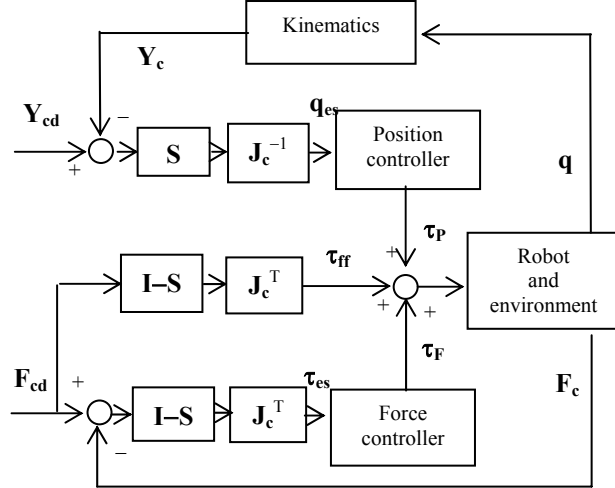 Kinematics
Y_c
Y_cd
−
+
S
J_c^−1
q_es
Position
controller
q
τ_P
+
I–S
J_c^T
τ_ff
+
+
Robot
and
environment
F_cd
+
−
I–S
J_c^T
τ_es
τ_F
Force
controller
F_c